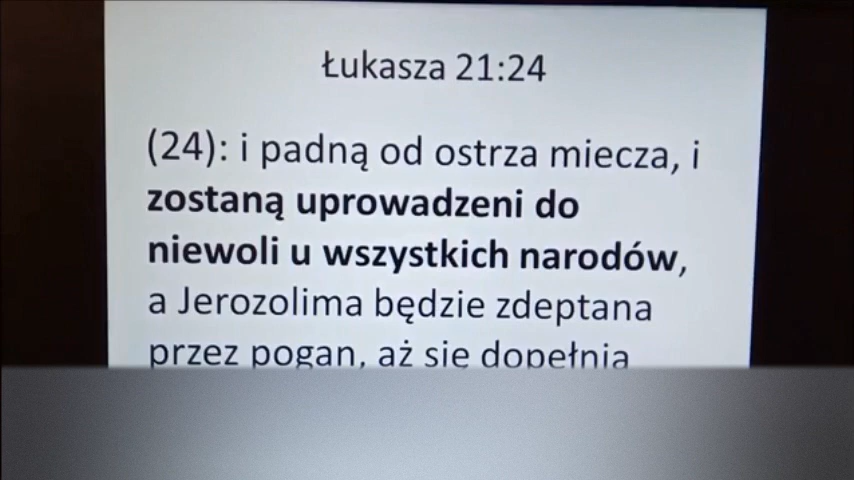 Łukasza 21:24
(24): i padną od ostrza miecza, i
zostaną uprowadzeni do
niewoli u wszystkich narodów,
a Jerozolima będzie zdeptana
przez pogan, aż się dopełnią